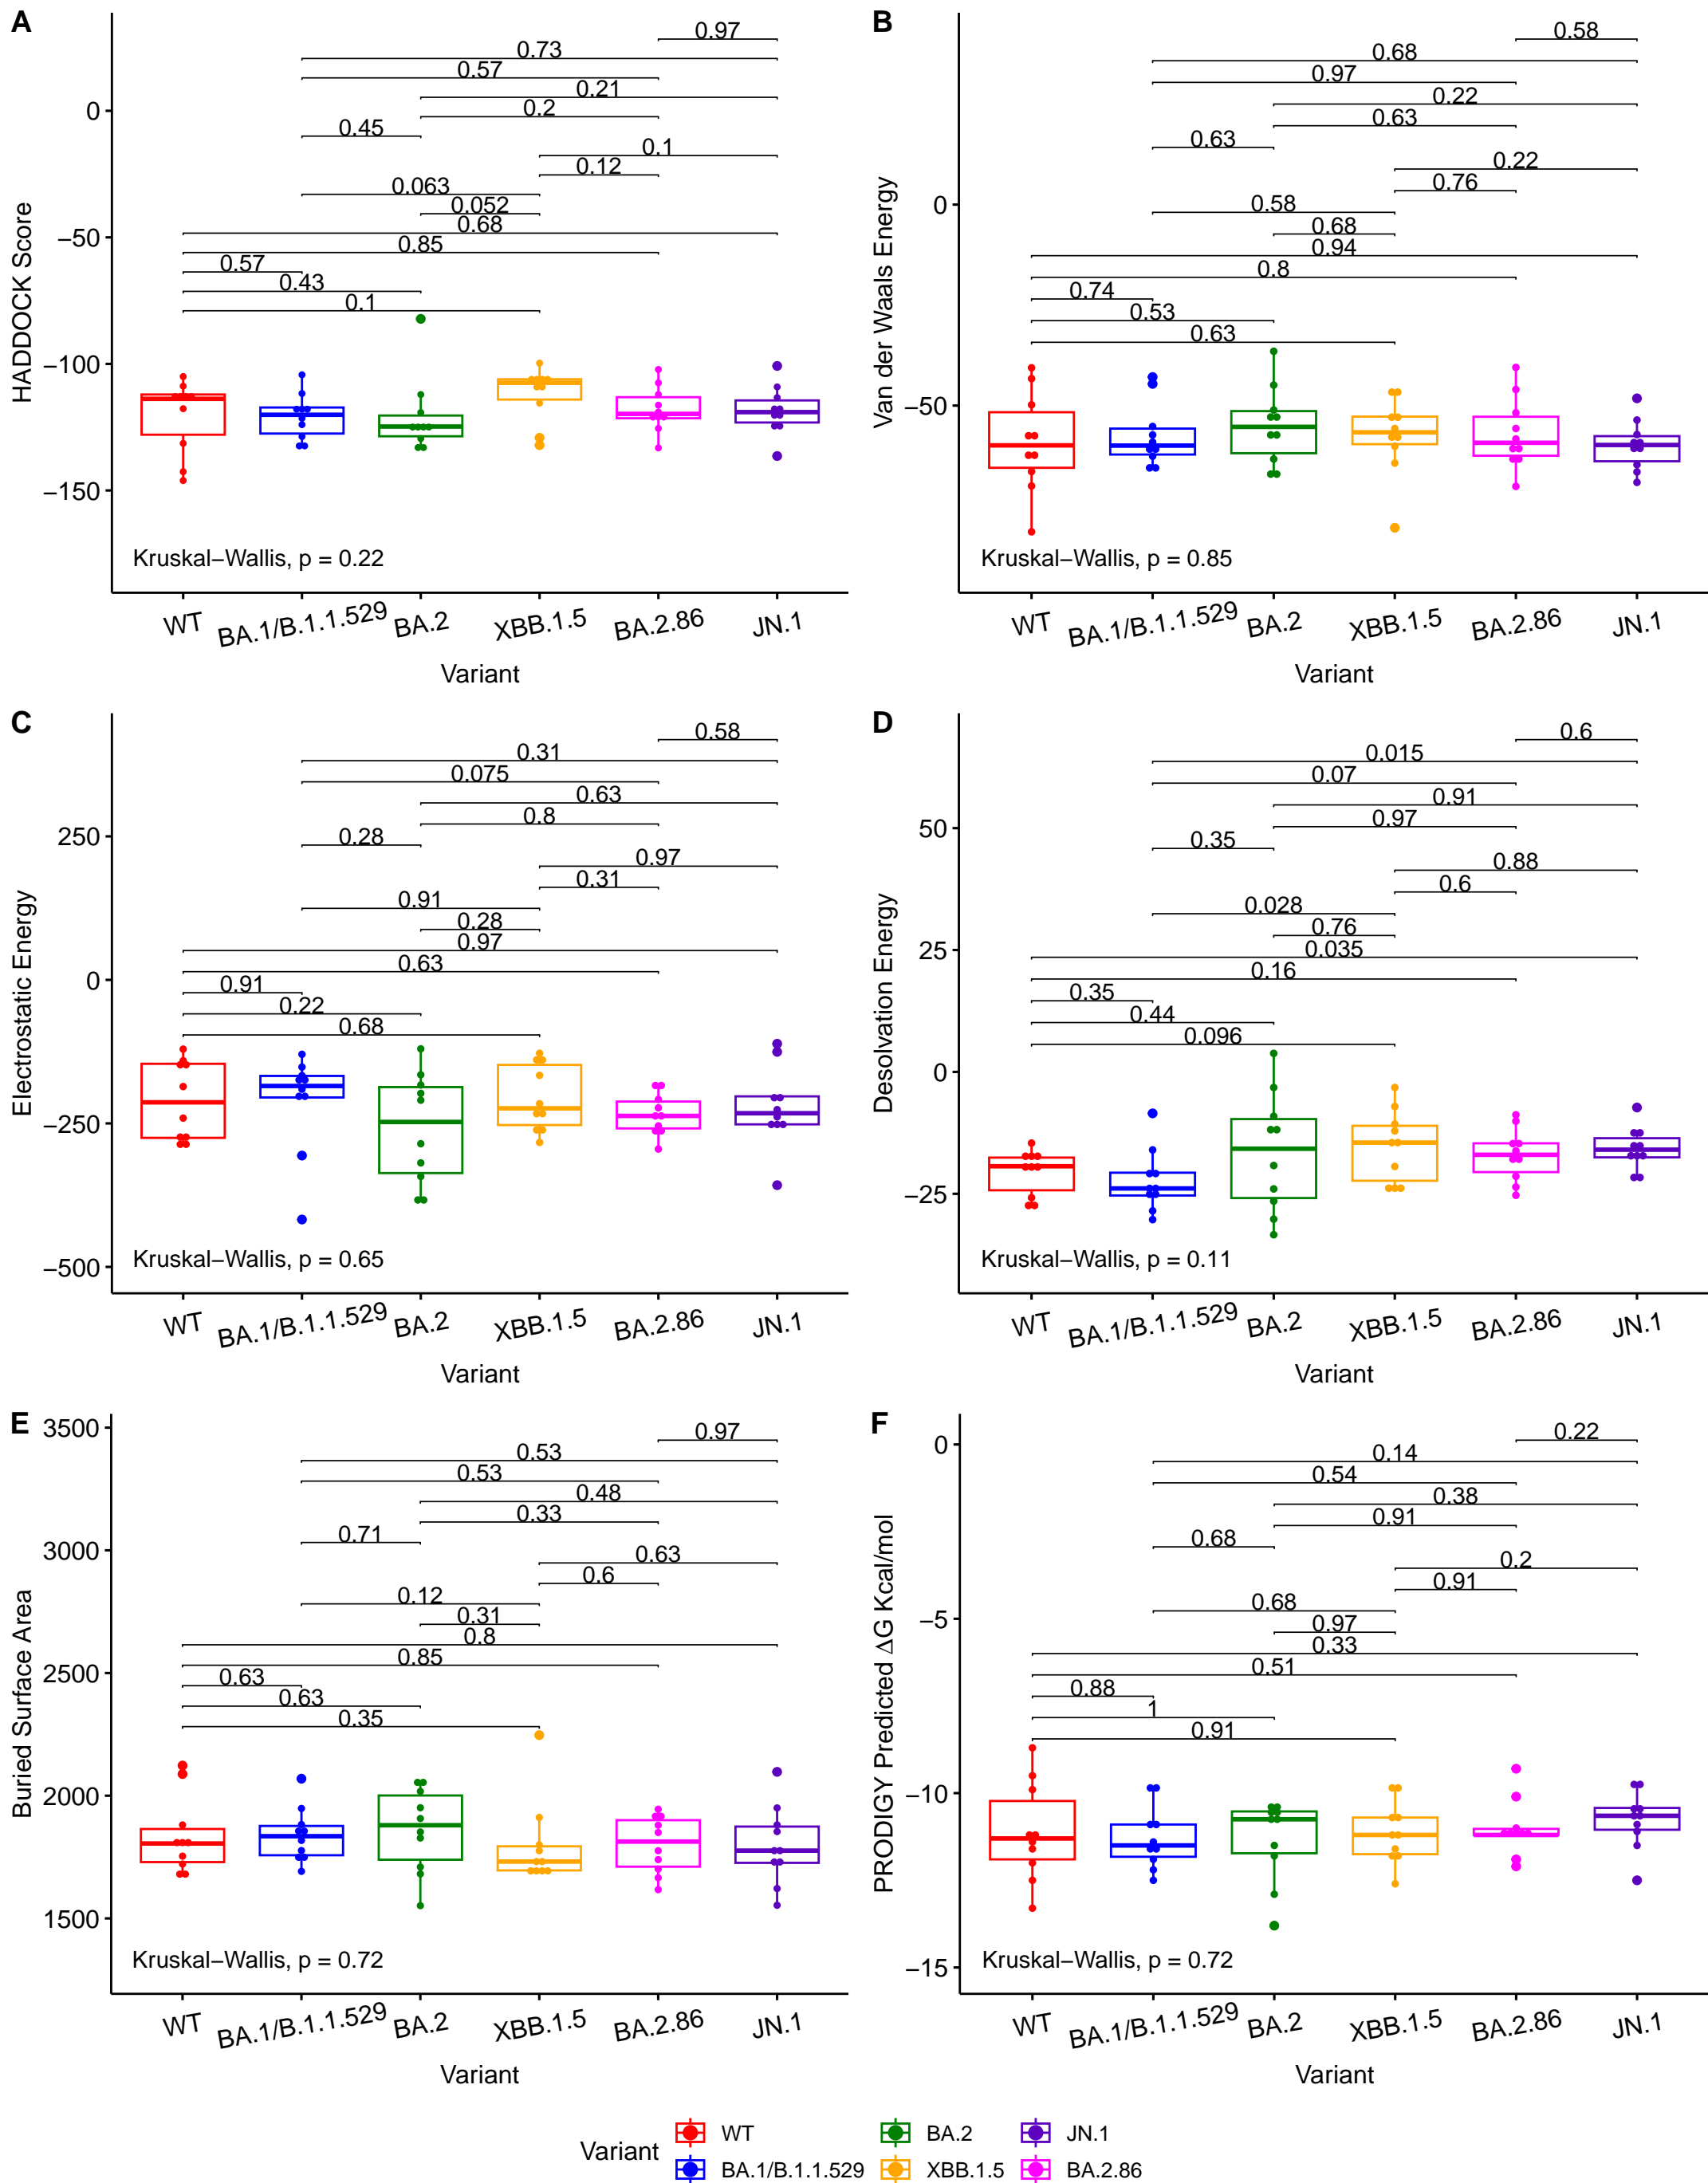 A
HADDOCK Score
0
−50
−100
−150
0.97
0.73
0.57
0.21
0.2
0.45
0.1
0.12
0.063
0.052
0.68
0.85
0.57
0.43
0.1
Kruskal−Wallis, p = 0.22
WT
BA.1/B.1.1.529
BA.2
XBB.1.5
BA.2.86
JN.1
Variant
B
Van der Waals Energy
0
−50
0.58
0.68
0.97
0.22
0.63
0.63
0.22
0.76
0.58
0.68
0.94
0.8
0.74
0.53
0.63
Kruskal−Wallis, p = 0.85
WT
BA.1/B.1.1.529
BA.2
XBB.1.5
BA.2.86
JN.1
Variant
C
Electrostatic Energy
250
0
−250
−500
0.58
0.31
0.075
0.63
0.8
0.28
0.97
0.31
0.91
0.28
0.97
0.63
0.91
0.22
0.68
Kruskal−Wallis, p = 0.65
WT
BA.1/B.1.1.529
BA.2
XBB.1.5
BA.2.86
JN.1
Variant
D
Desolvation Energy
50
25
0
−25
0.6
0.015
0.07
0.91
0.97
0.35
0.88
0.6
0.028
0.76
0.035
0.16
0.35
0.44
0.096
Kruskal−Wallis, p = 0.11
WT
BA.1/B.1.1.529
BA.2
XBB.1.5
BA.2.86
JN.1
Variant
E
Buried Surface Area
3500
3000
2500
2000
1500
0.97
0.53
0.53
0.48
0.33
0.71
0.63
0.6
0.12
0.31
0.8
0.85
0.63
0.63
0.35
Kruskal−Wallis, p = 0.72
WT
BA.1/B.1.1.529
BA.2
XBB.1.5
BA.2.86
JN.1
Variant
F
PRODIGY Predicted ΔG Kcal/mol
0
−5
−10
−15
0.22
0.14
0.54
0.38
0.91
0.68
0.2
0.91
0.68
0.97
0.33
0.51
0.88
1
0.91
Kruskal−Wallis, p = 0.72
WT
BA.1/B.1.1.529
BA.2
XBB.1.5
BA.2.86
JN.1
Variant
Variant
WT
BA.2
JN.1
BA.1/B.1.1.529
XBB.1.5
BA.2.86